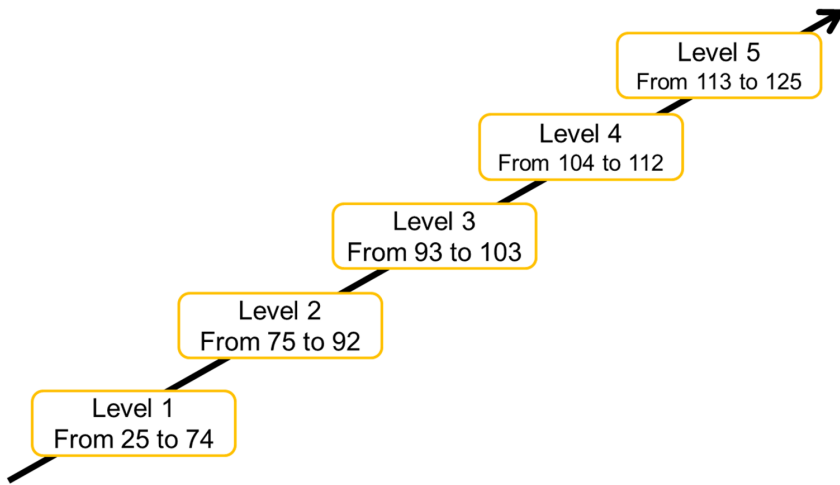 Level 5
From 113 to 125
Level 4
From 104 to 112
Level 3
From 93 to 103
Level 2
From 75 to 92
Level 1
From 25 to 74